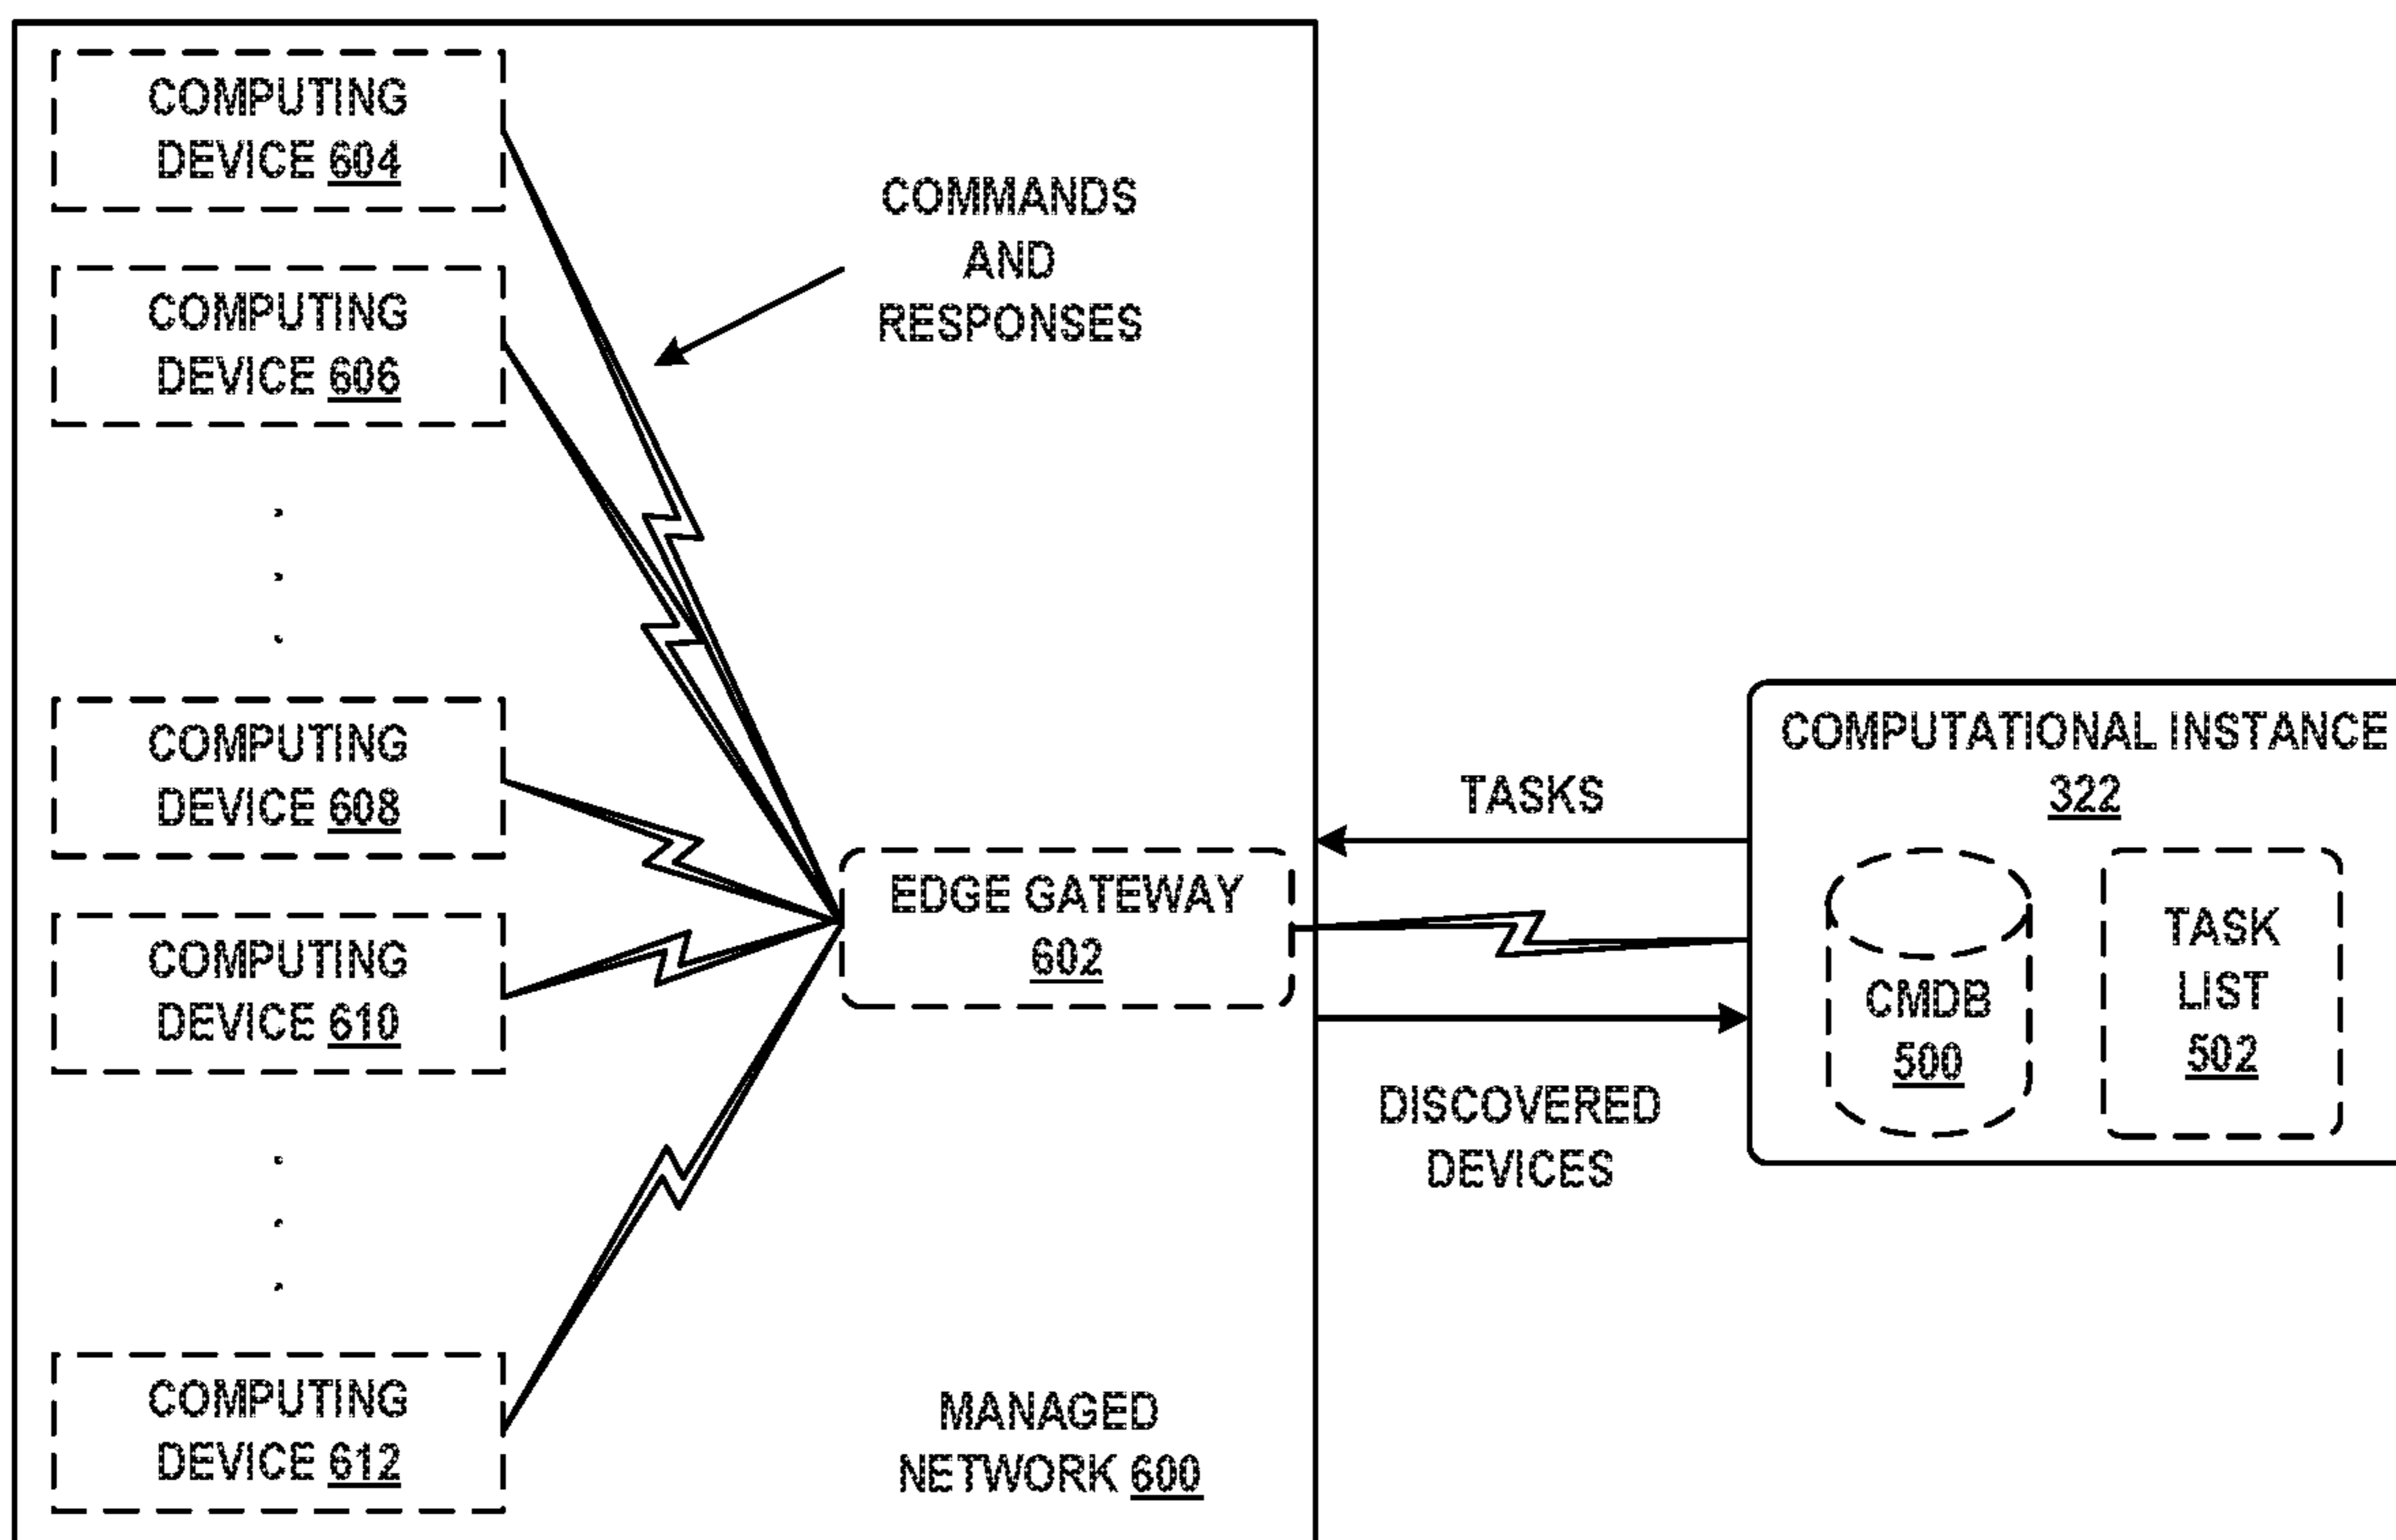 COMPUTING
DEVICE 604
COMMANDS
AND
RESPONSES
COMPUTING
DEVICE 606
COMPUTING
DEVICE 608
COMPUTING
DEVICE 610
COMPUTING
DEVICE 612
EDGE GATEWAY
602
MANAGED
NETWORK 600
TASKS
DISCOVERED
DEVICES
COMPUTATIONAL INSTANCE
322
CMDB
500
TASK
LIST
502